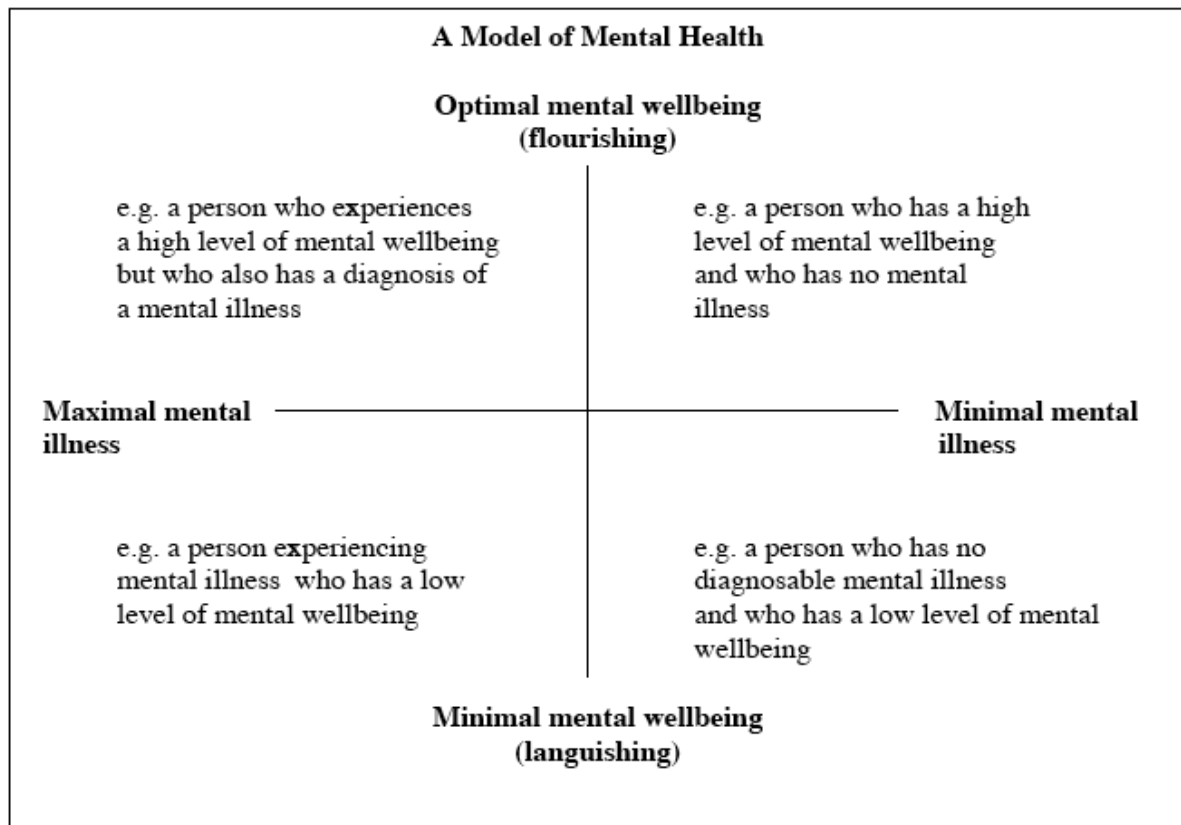 A Model of Mental Health
Optimal mental wellbeing
(flourishing)
e.g. a person who experiences
a high level of mental wellbeing
but who also has a diagnosis of
a mental illness
e.g. a person who has a high
level of mental wellbeing
and who has no mental
illness
Maximal mental
illness
Minimal mental
illness
e.g. a person experiencing
mental illness  who has a low
level of mental wellbeing
e.g. a person who has no
diagnosable mental illness
and who has a low level of mental
wellbeing
Minimal mental wellbeing
(languishing)